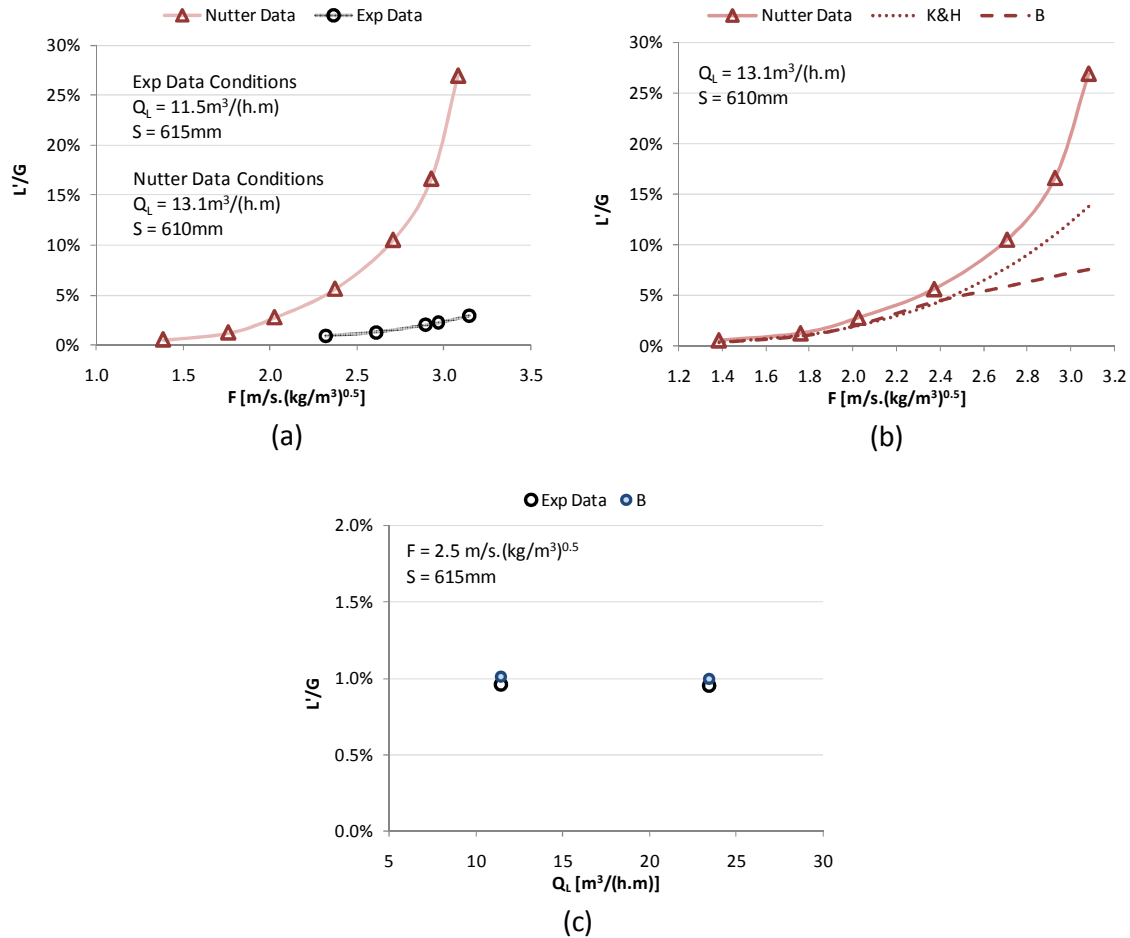 Nutter Data Exp Data
30%
25%
20%
15%
10%
5%
0%
L'/G
Exp Data Conditions
Q_L = 11.5m³/(h.m)
S = 615mm
Nutter Data Conditions
Q_L = 13.1m³/(h.m)
S = 610mm
1.0 1.5 2.0 2.5 3.0 3.5
F [m/s.(kg/m³)^0.5]
(a)
Nutter Data K&H B
30%
25%
20%
15%
10%
5%
0%
L'/G
Q_L = 13.1m³/(h.m)
S = 610mm
1.2 1.4 1.6 1.8 2.0 2.2 2.4 2.6 2.8 3.0 3.2
F [m/s.(kg/m³)^0.5]
(b)
Exp Data B
2.0%
1.5%
1.0%
0.5%
0.0%
L'/G
F = 2.5 m/s.(kg/m³)^0.5
S = 615mm
5 10 15 20 25 30
Q_L [m³/(h.m)]
(c)